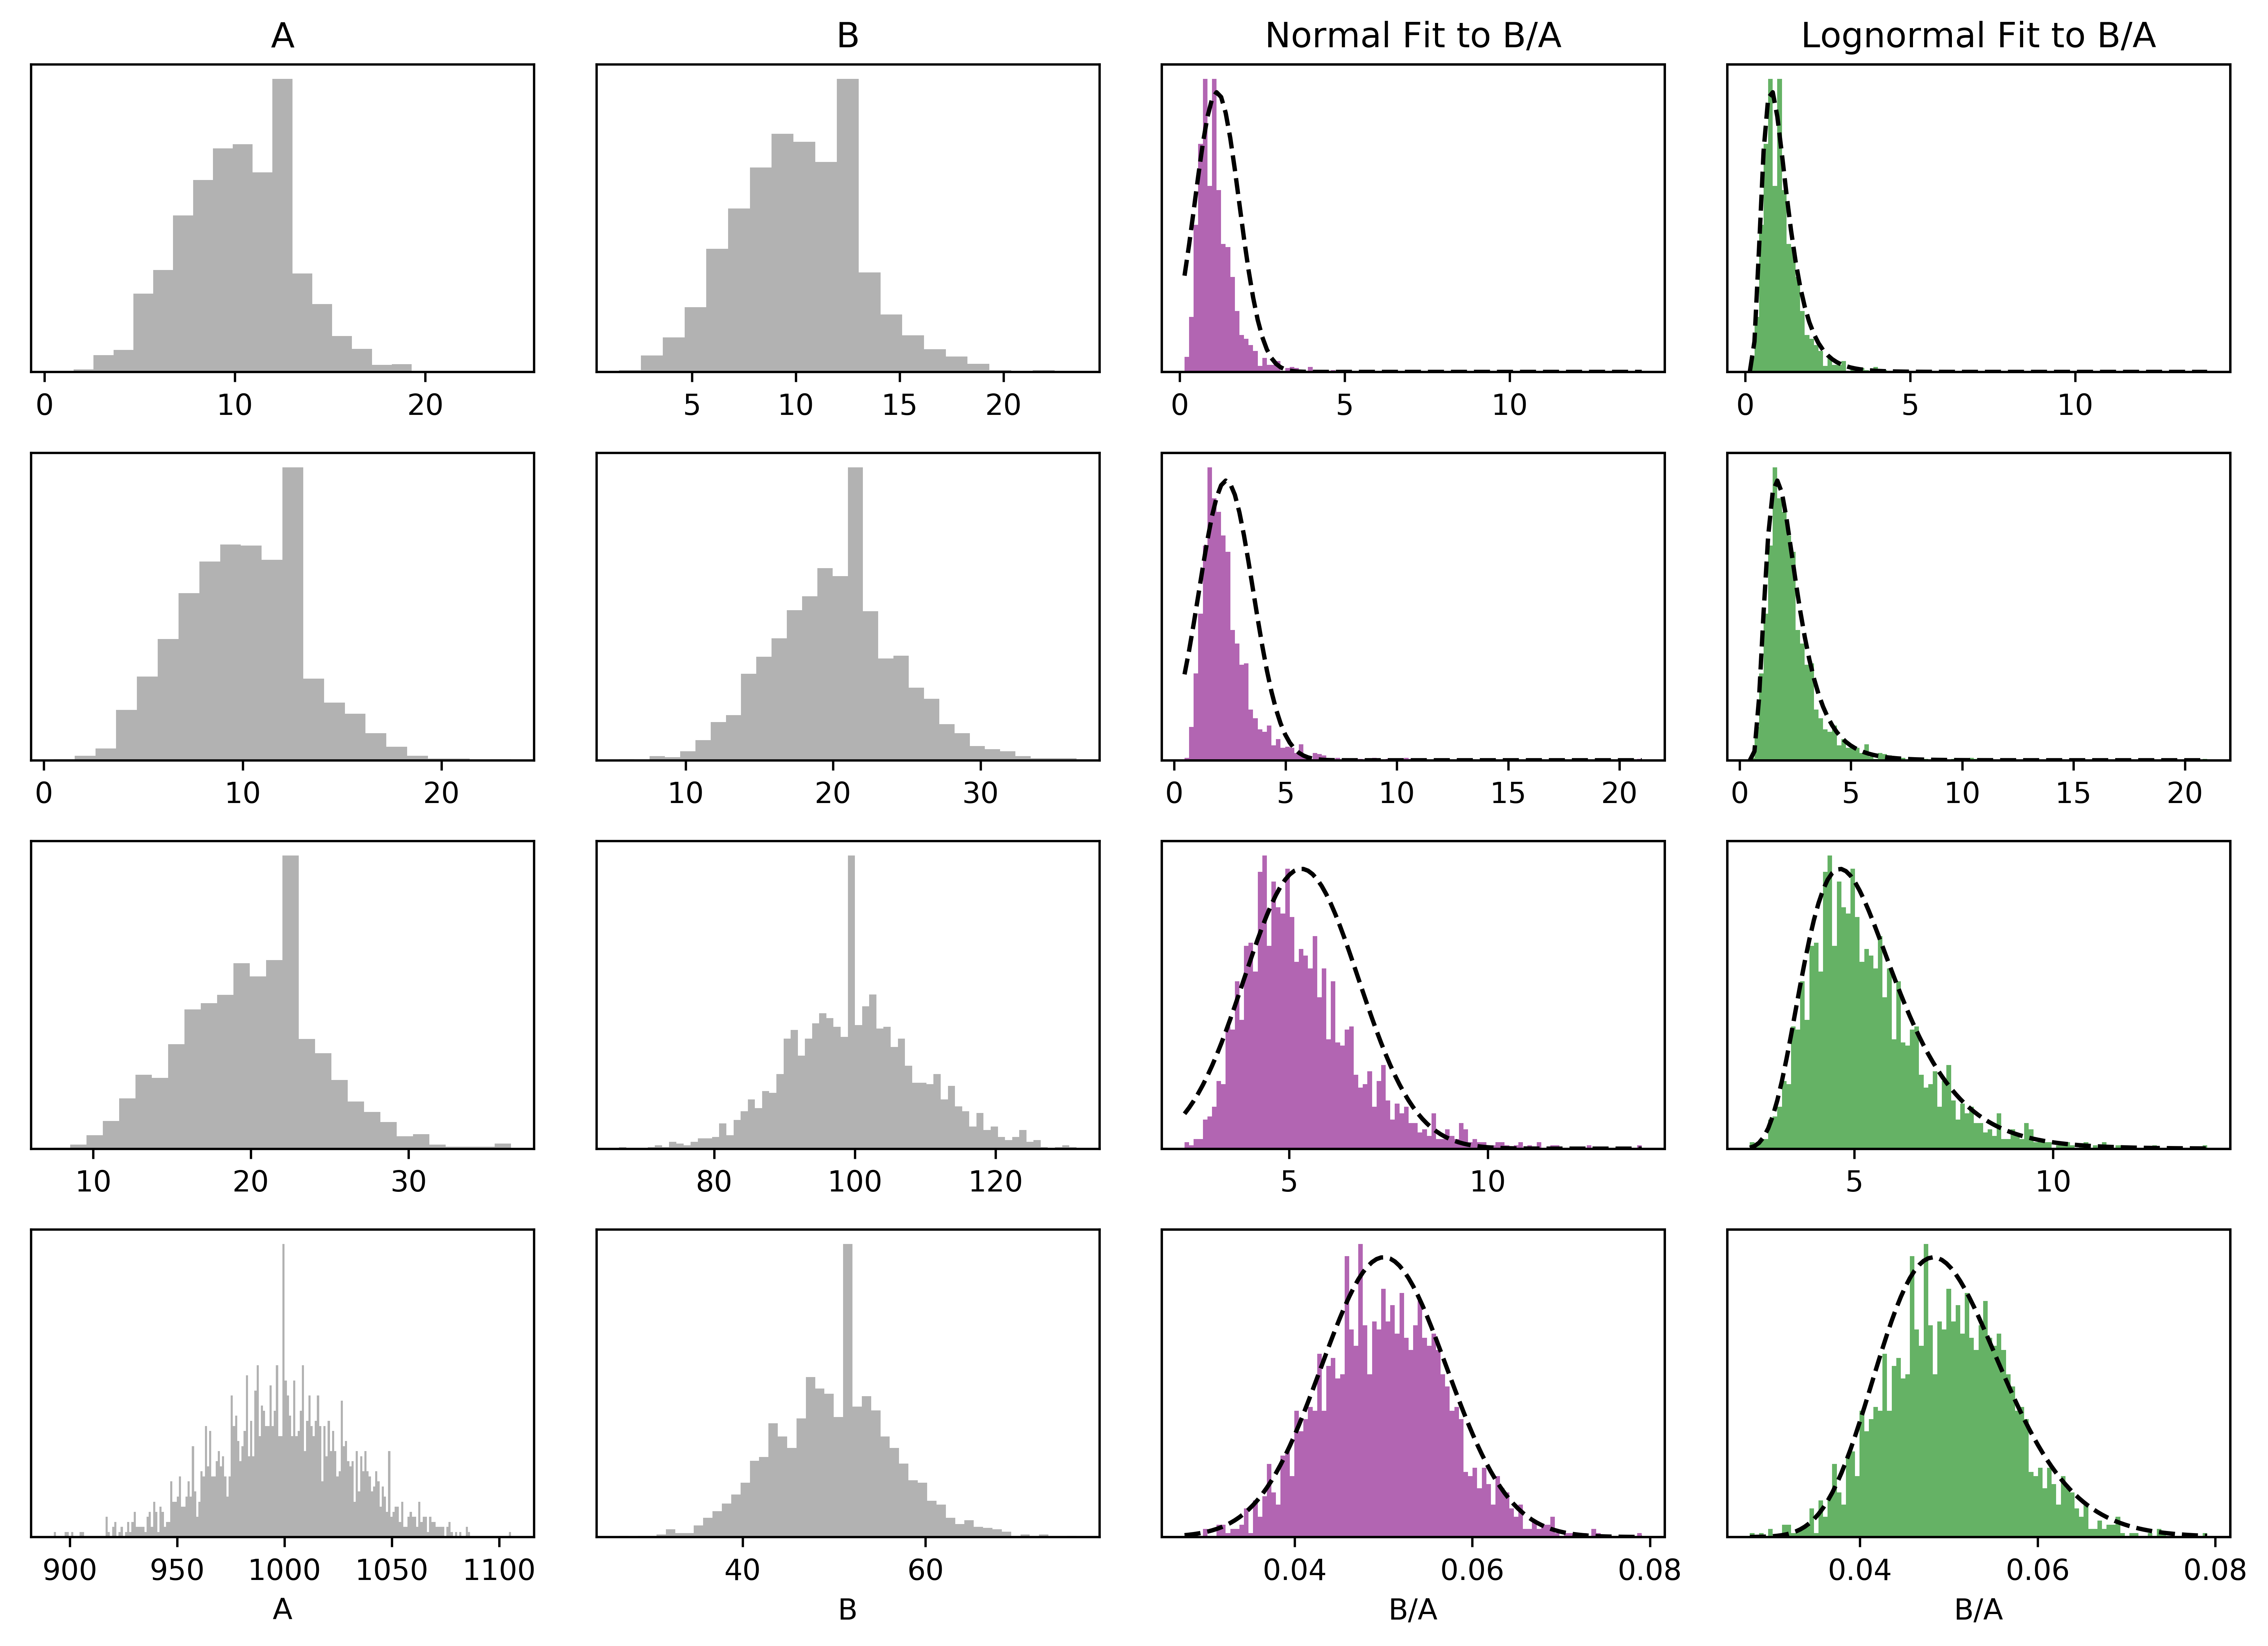 A B Normal Fit to B/A Lognormal Fit to B/A
0 10 20 5 10 15 20 0 5 10 0 5 10
0 10 20 10 20 30 0 5 10 15 20 0 5 10 15 20
10 20 30 80 100 120 5 10 5 10
900 950 1000 1050 1100 40 60 0.04 0.06 0.08 0.04 0.06 0.08
A B B/A B/A